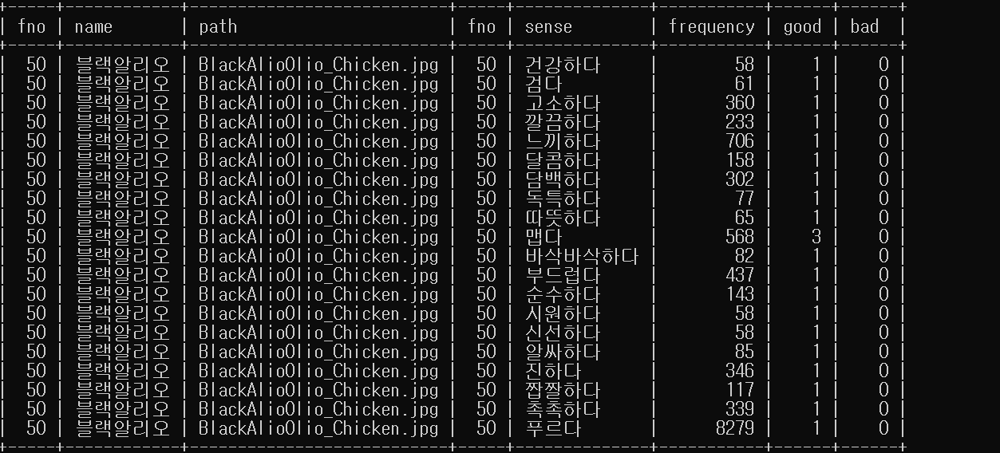 | fno | name | path | fno | sense | frequency | good | bad |
| 50 | 블랙알리오 | BlackAlioOlio_Chicken.jpg | 50 | 건강하다 | 58 | 1 | 0 |
| 50 | 블랙알리오 | BlackAlioOlio_Chicken.jpg | 50 | 검다 | 61 | 1 | 0 |
| 50 | 블랙알리오 | BlackAlioOlio_Chicken.jpg | 50 | 고소하다 | 360 | 1 | 0 |
| 50 | 블랙알리오 | BlackAlioOlio_Chicken.jpg | 50 | 깔끔하다 | 233 | 1 | 0 |
| 50 | 블랙알리오 | BlackAlioOlio_Chicken.jpg | 50 | 느끼하다 | 706 | 1 | 0 |
| 50 | 블랙알리오 | BlackAlioOlio_Chicken.jpg | 50 | 달콤하다 | 158 | 1 | 0 |
| 50 | 블랙알리오 | BlackAlioOlio_Chicken.jpg | 50 | 담백하다 | 302 | 1 | 0 |
| 50 | 블랙알리오 | BlackAlioOlio_Chicken.jpg | 50 | 독특하다 | 77 | 1 | 0 |
| 50 | 블랙알리오 | BlackAlioOlio_Chicken.jpg | 50 | 따뜻하다 | 65 | 1 | 0 |
| 50 | 블랙알리오 | BlackAlioOlio_Chicken.jpg | 50 | 맵다 | 568 | 3 | 0 |
| 50 | 블랙알리오 | BlackAlioOlio_Chicken.jpg | 50 | 바삭바삭하다 | 82 | 1 | 0 |
| 50 | 블랙알리오 | BlackAlioOlio_Chicken.jpg | 50 | 부드럽다 | 437 | 1 | 0 |
| 50 | 블랙알리오 | BlackAlioOlio_Chicken.jpg | 50 | 순수하다 | 143 | 1 | 0 |
| 50 | 블랙알리오 | BlackAlioOlio_Chicken.jpg | 50 | 시원하다 | 58 | 1 | 0 |
| 50 | 블랙알리오 | BlackAlioOlio_Chicken.jpg | 50 | 신선하다 | 58 | 1 | 0 |
| 50 | 블랙알리오 | BlackAlioOlio_Chicken.jpg | 50 | 알싸하다 | 85 | 1 | 0 |
| 50 | 블랙알리오 | BlackAlioOlio_Chicken.jpg | 50 | 진하다 | 346 | 1 | 0 |
| 50 | 블랙알리오 | BlackAlioOlio_Chicken.jpg | 50 | 짭짤하다 | 117 | 1 | 0 |
| 50 | 블랙알리오 | BlackAlioOlio_Chicken.jpg | 50 | 촉촉하다 | 339 | 1 | 0 |
| 50 | 블랙알리오 | BlackAlioOlio_Chicken.jpg | 50 | 푸르다 | 8279 | 1 | 0 |